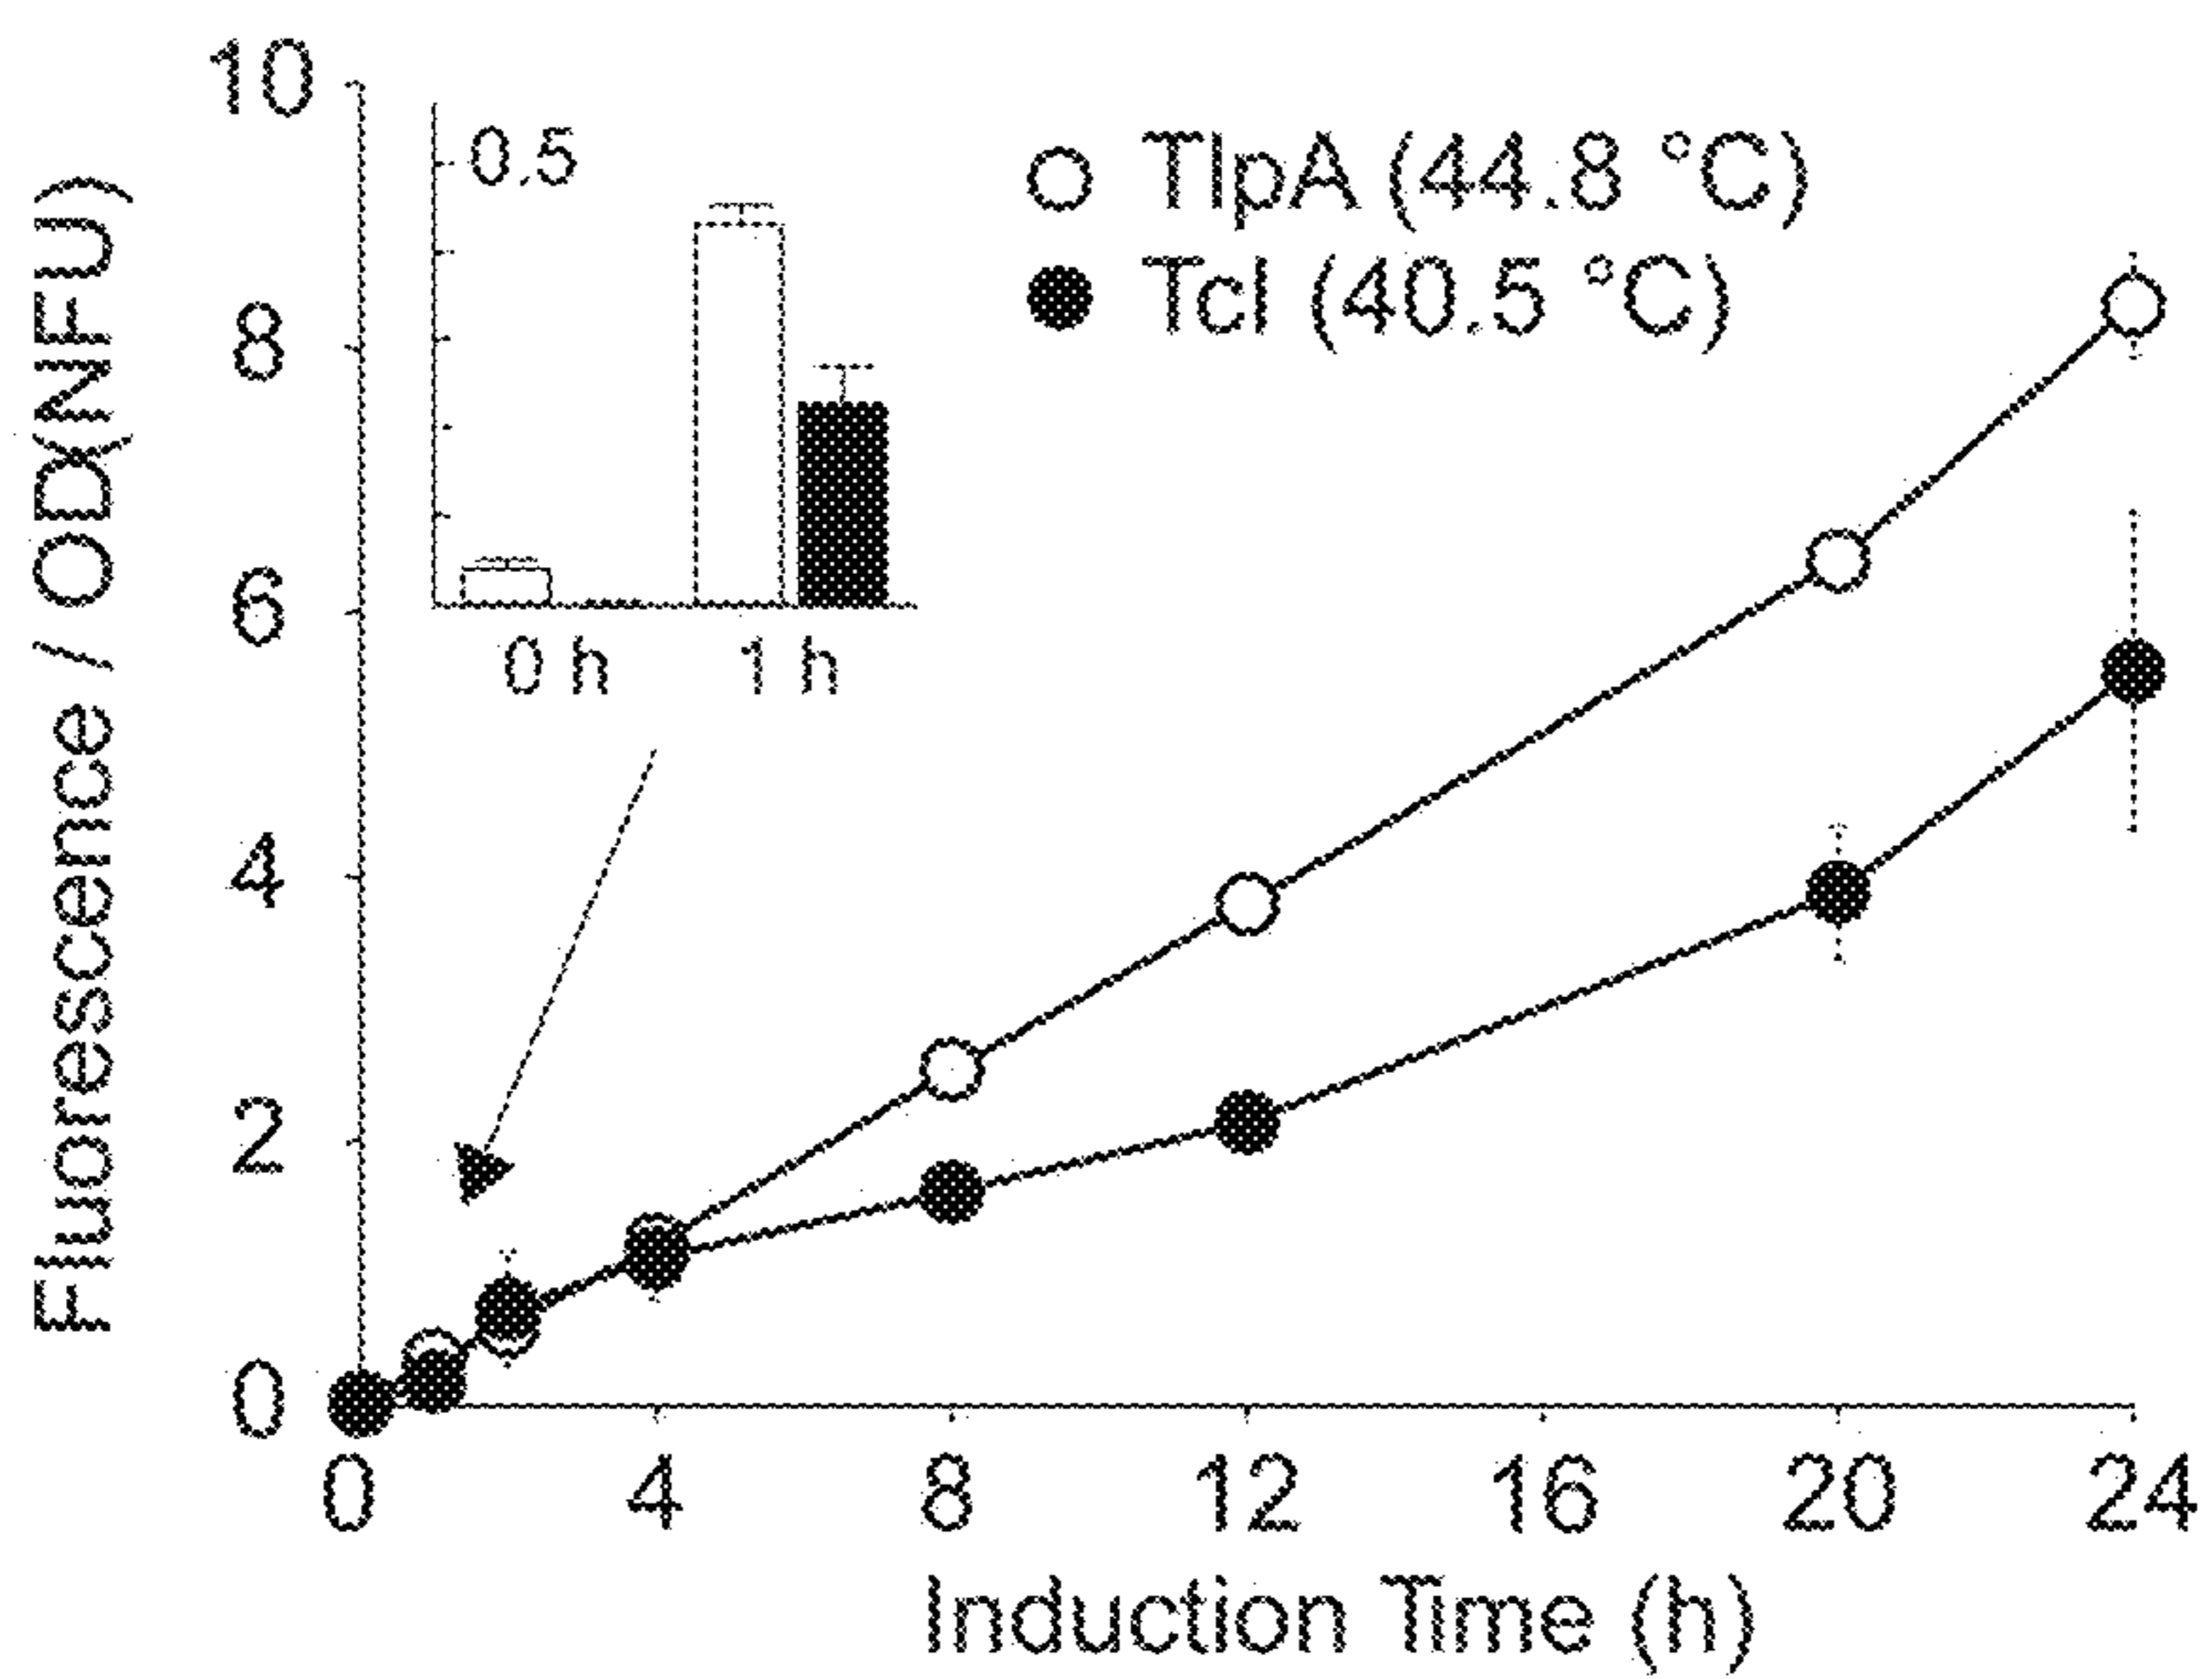 Fluorescence / OD(NFU)
10
8
6
4
2
0
0.5
0 h 1 h
TlpA (44.8 °C)
TcI (40.5 °C)
0 4 8 12 16 20 24
Induction Time (h)